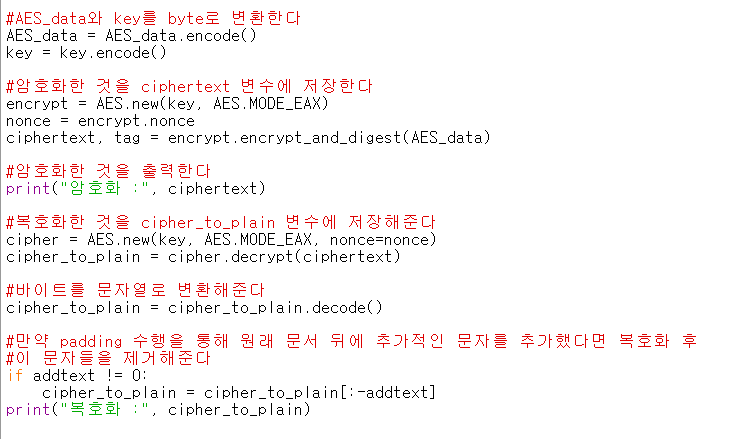 #AES_data와 key를 byte로 변환한다
AES_data = AES_data.encode()
key = key.encode()
#암호화한 것을 ciphertext 변수에 저장한다
encrypt = AES.new(key, AES.MODE_EAX)
nonce = encrypt.nonce
ciphertext, tag = encrypt.encrypt_and_digest(AES_data)
#암호화한 것을 출력한다
print("암호화 :", ciphertext)
#복호화한 것을 cipher_to_plain 변수에 저장해준다
cipher = AES.new(key, AES.MODE_EAX, nonce=nonce)
cipher_to_plain = cipher.decrypt(ciphertext)
#바이트를 문자열로 변환해준다
cipher_to_plain = cipher_to_plain.decode()
#만약 padding 수행을 통해 원래 문서 뒤에 추가적인 문자를 추가했다면 복호화 후
#이 문자들을 제거해준다
if addtext != 0:
    cipher_to_plain = cipher_to_plain[:-addtext]
print("복호화 :", cipher_to_plain)